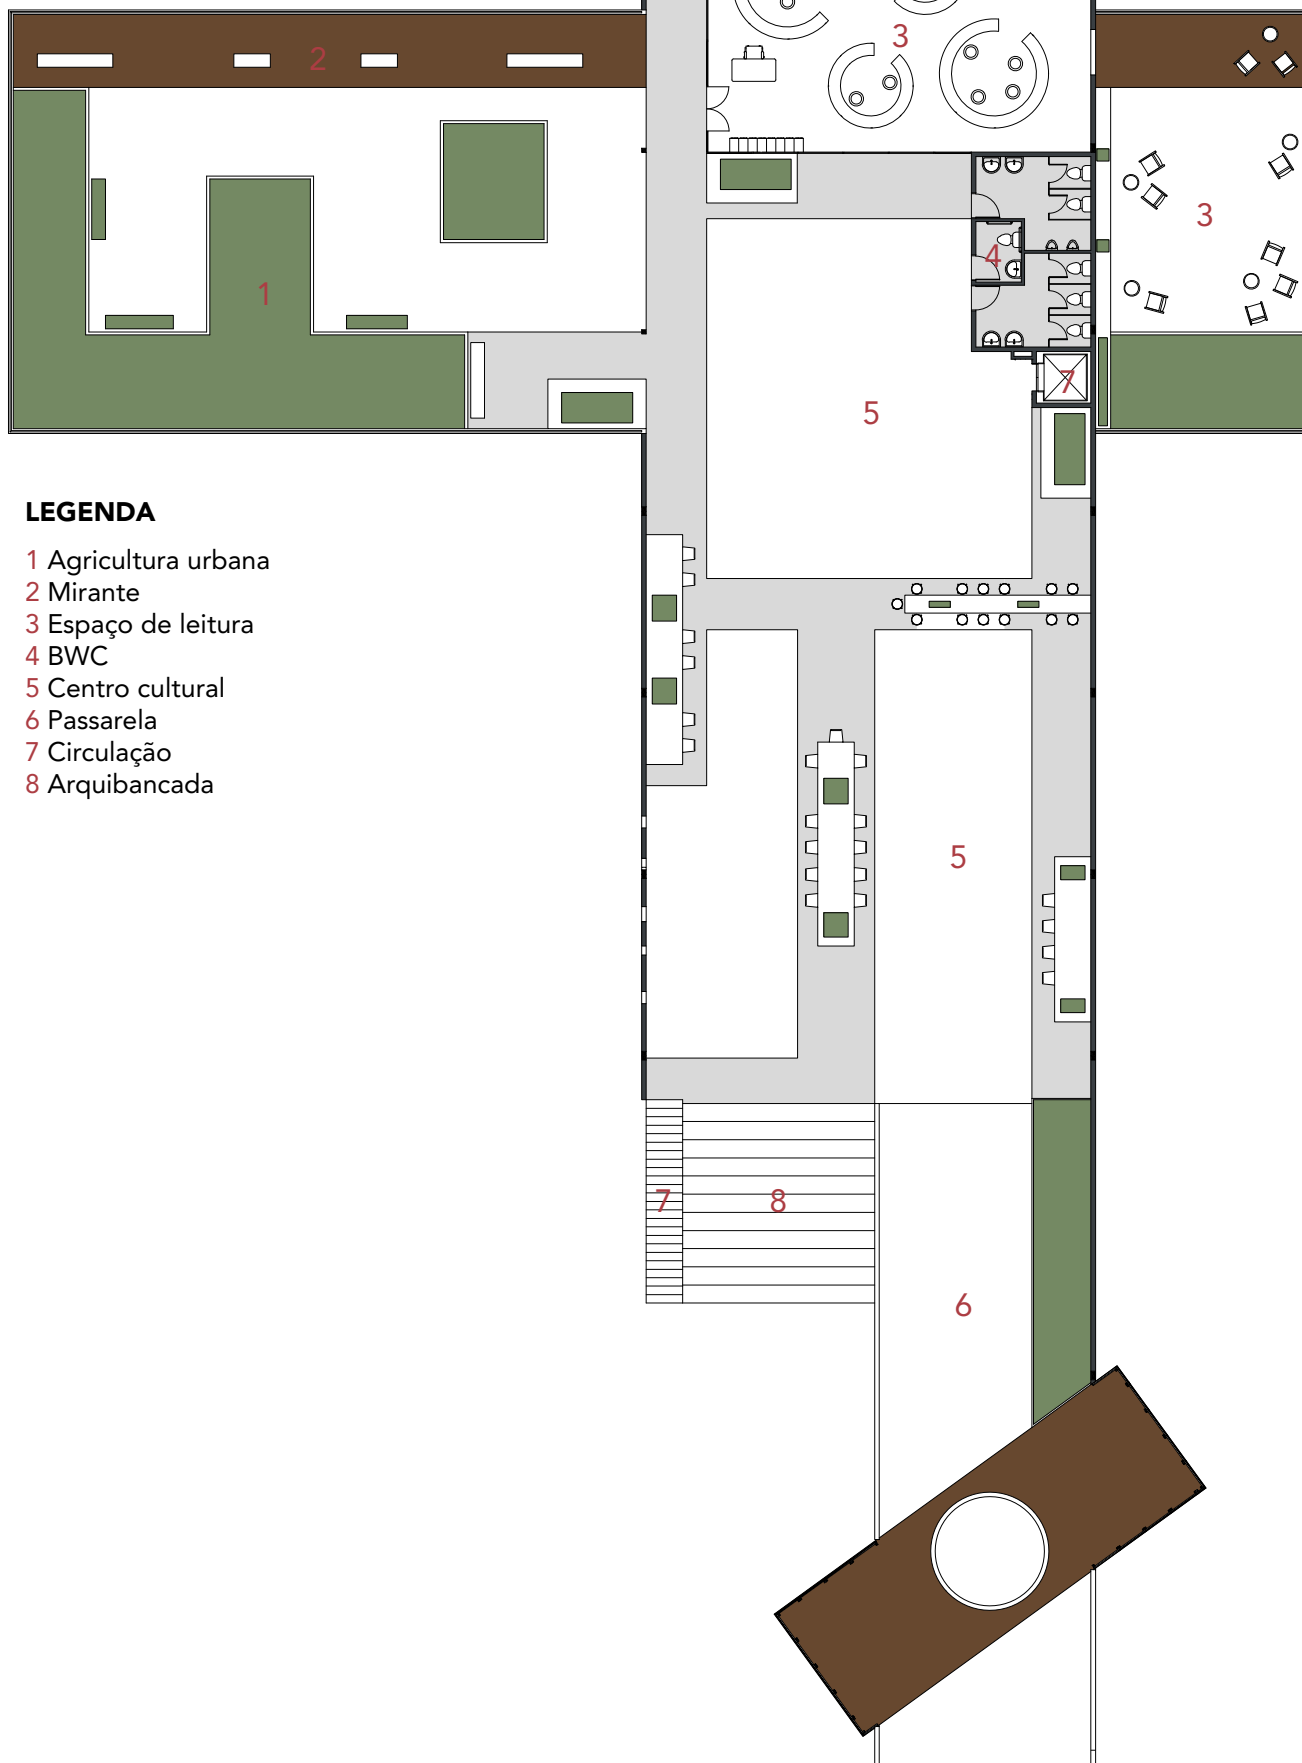 3
2
3
4
1
7
5
LEGENDA
1 Agricultura urbana
2 Mirante
3 Espaço de leitura
4 BWC
5 Centro cultural
6 Passarela
7 Circulação
8 Arquibancada
5
7
8
6